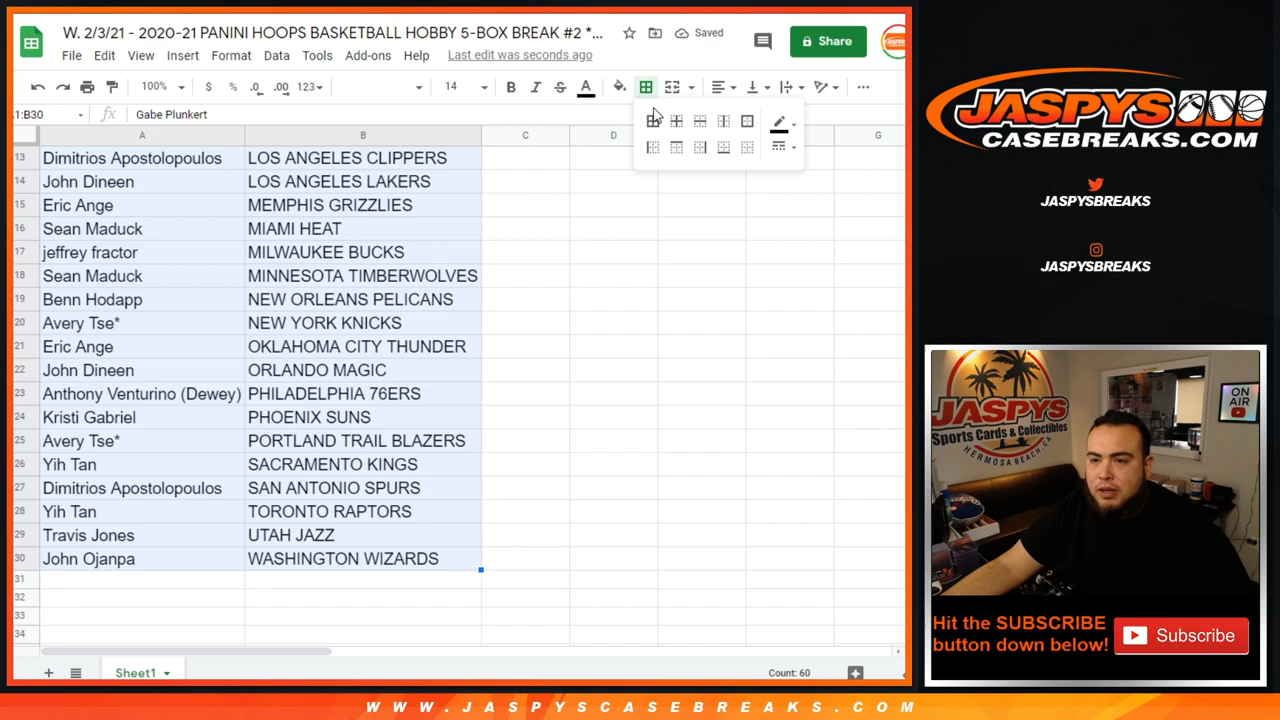 W. 2/3/21 - 2020-21 PANINI HOOPS BASKETBALL HOBBY 5-BOX BREAK #2 *...
Saved
Share
File Edit View Insert Format Data Tools Add-ons Help Last edit was seconds ago
100% $ % .0 .00 123 14 B I S A
1:B30 fx Gabe Plunkert
A B C D G
13 Dimitrios Apostolopoulos LOS ANGELES CLIPPERS
14 John Dineen LOS ANGELES LAKERS
15 Eric Ange MEMPHIS GRIZZLIES
16 Sean Maduck MIAMI HEAT
17 jeffrey fractor MILWAUKEE BUCKS
18 Sean Maduck MINNESOTA TIMBERWOLVES
19 Benn Hodapp NEW ORLEANS PELICANS
20 Avery Tse* NEW YORK KNICKS
21 Eric Ange OKLAHOMA CITY THUNDER
22 John Dineen ORLANDO MAGIC
23 Anthony Venturino (Dewey) PHILADELPHIA 76ERS
24 Kristi Gabriel PHOENIX SUNS
25 Avery Tse* PORTLAND TRAIL BLAZERS
26 Yih Tan SACRAMENTO KINGS
27 Dimitrios Apostolopoulos SAN ANTONIO SPURS
28 Yih Tan TORONTO RAPTORS
29 Travis Jones UTAH JAZZ
30 John Ojanpa WASHINGTON WIZARDS
31
32
33
34
Sheet1
Count: 60
JASPYS
CASEBREAKS.COM
JASPYSBREAKS
JASPYSBREAKS
JASPYS
Sports Cards & Collectibles
HERMOSA BEACH, CA
ON
AIR
Hit the SUBSCRIBE
button down below!
Subscribe
WWW.JASPYSCASEBREAKS.COM